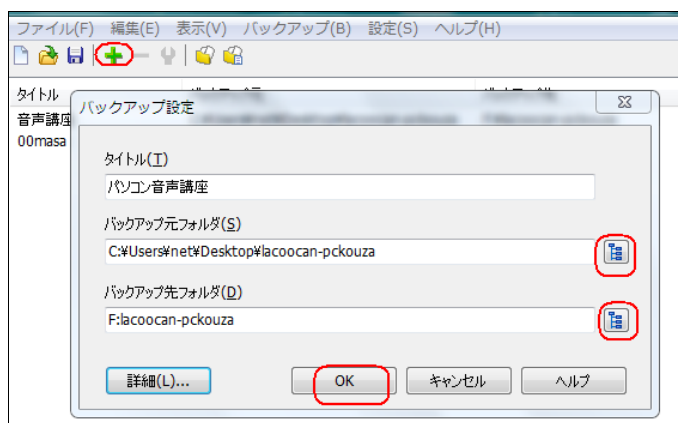 ファイル(F) 編集(E) 表示(V) バックアップ(B) 設定(S) ヘルプ(H)
タイトル
音声講座
00masa
バックアップ設定
タイトル(T)
パソコン音声講座
バックアップ元フォルダ(S)
C:¥Users¥net¥Desktop¥lacoocan-pckouza
バックアップ先フォルダ(D)
F:lacoocan-pckouza
詳細(L)... OK キャンセル ヘルプ